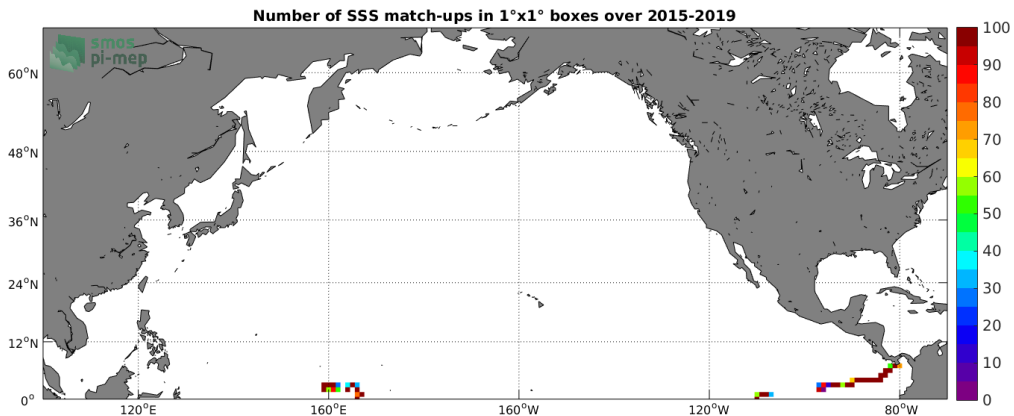 Number of SSS match-ups in 1°x1° boxes over 2015-2019
smos
pi-mep
60°N
48°N
36°N
24°N
12°N
0°
120°E
160°E
160°W
120°W
80°W
100
90
80
70
60
50
40
30
20
10
0